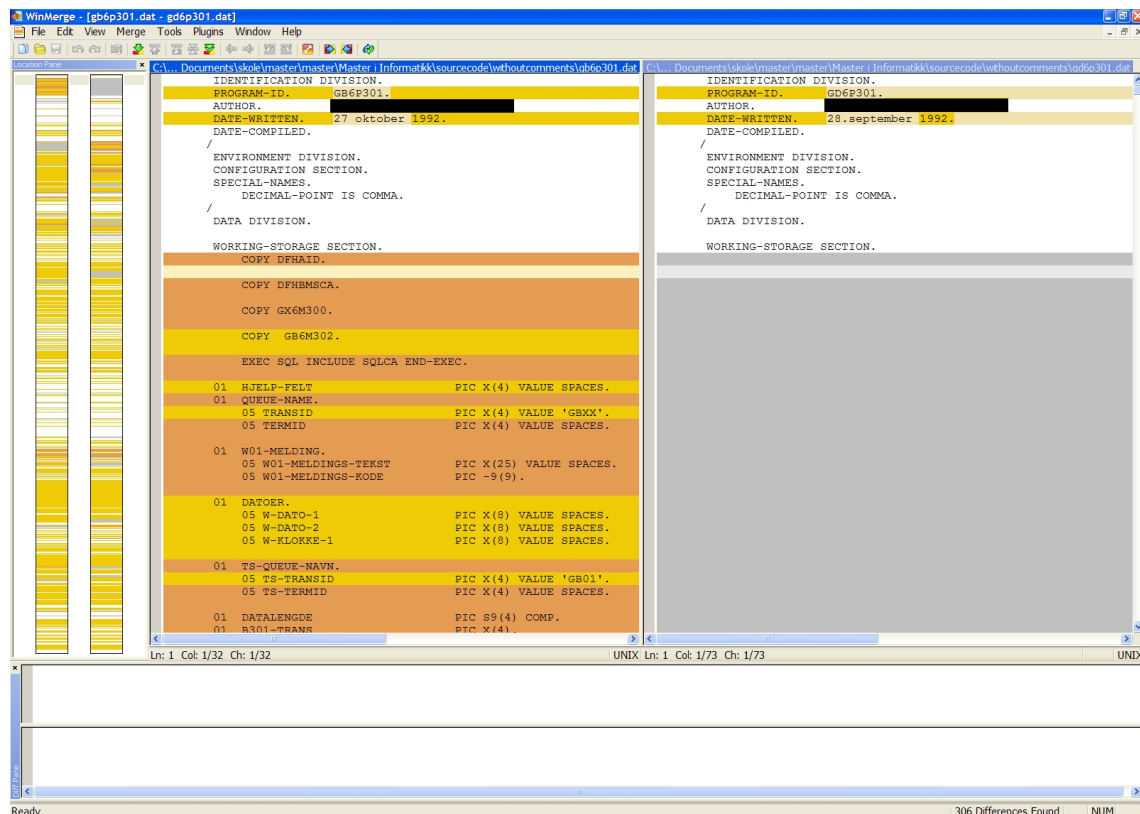 WinMerge - [gb6p301.dat - gd6p301.dat]
File Edit View Merge Tools Plugins Window Help
Location Pane
C:\... Documents\skole\master\master\Master i Informatikk\sourcecode\withoutcomments\gb6p301.dat
IDENTIFICATION DIVISION.
PROGRAM-ID. GB6P301.
AUTHOR.
DATE-WRITTEN. 27 oktober 1992.
DATE-COMPILED.
/
ENVIRONMENT DIVISION.
CONFIGURATION SECTION.
SPECIAL-NAMES.
DECIMAL-POINT IS COMMA.
/
DATA DIVISION.
WORKING-STORAGE SECTION.
COPY DFHAID.
COPY DFHBMSCA.
COPY GX6M300.
COPY GB6M302.
EXEC SQL INCLUDE SQLCA END-EXEC.
01 HJELP-FELT PIC X(4) VALUE SPACES.
01 QUEUE-NAME.
05 TRANSID PIC X(4) VALUE 'GBXX'.
05 TERMID PIC X(4) VALUE SPACES.
01 W01-MELDING.
05 W01-MELDINGS-TEKST PIC X(25) VALUE SPACES.
05 W01-MELDINGS-KODE PIC -9(9).
01 DATOER.
05 W-DATO-1 PIC X(8) VALUE SPACES.
05 W-DATO-2 PIC X(8) VALUE SPACES.
05 W-KLOKKE-1 PIC X(8) VALUE SPACES.
01 TS-QUEUE-NAVN.
05 TS-TRANSID PIC X(4) VALUE 'GB01'.
05 TS-TERMID PIC X(4) VALUE SPACES.
01 DATALENGDE PIC S9(4) COMP.
01 B301-TRANS PIC X(4).
Ln: 1 Col: 1/32 Ch: 1/32 UNIX
C:\... Documents\skole\master\master\Master i Informatikk\sourcecode\withoutcomments\gd6p301.dat
IDENTIFICATION DIVISION.
PROGRAM-ID. GD6P301.
AUTHOR.
DATE-WRITTEN. 28.september 1992.
DATE-COMPILED.
/
ENVIRONMENT DIVISION.
CONFIGURATION SECTION.
SPECIAL-NAMES.
DECIMAL-POINT IS COMMA.
/
DATA DIVISION.
WORKING-STORAGE SECTION.
Ln: 1 Col: 1/73 Ch: 1/73 UNIX
Diff Pane
Ready 306 Differences Found NUM